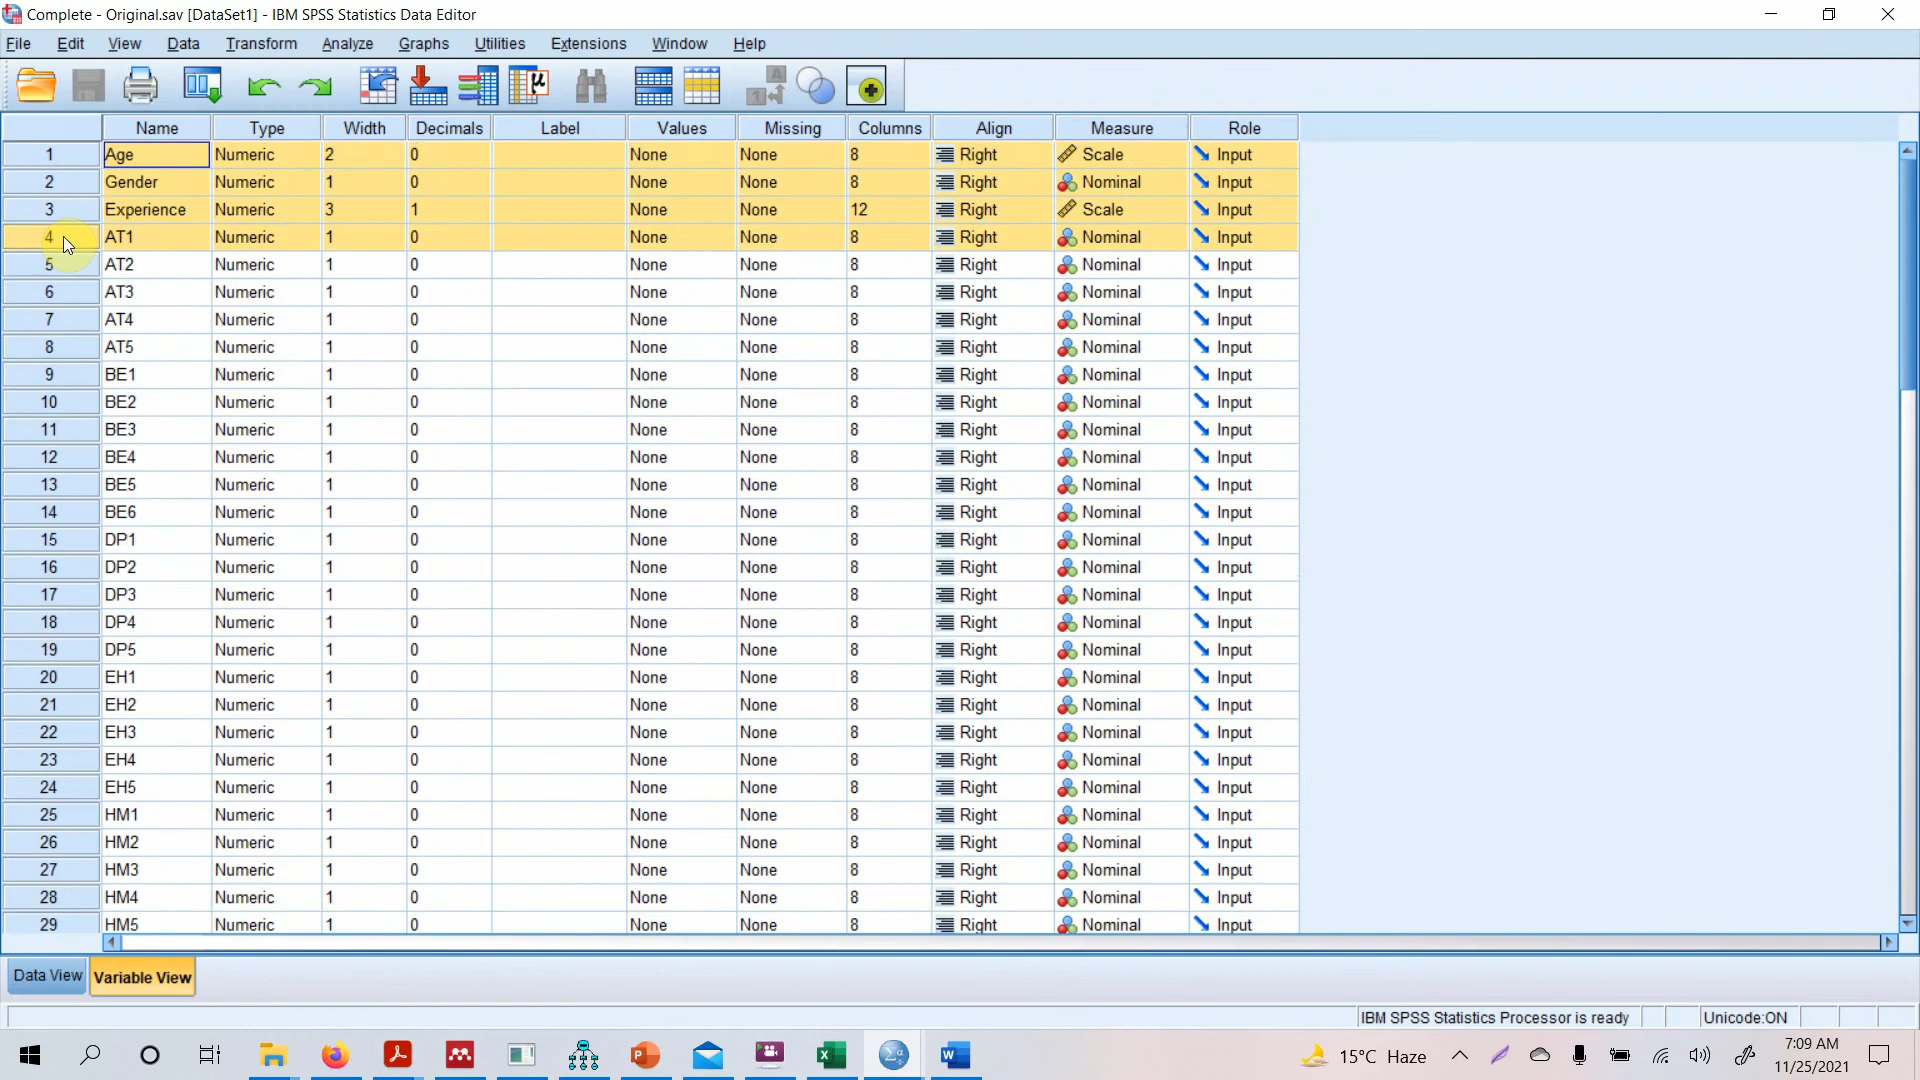 Complete - Original.sav [DataSet1] - IBM SPSS Statistics Data Editor
File Edit View Data Transform Analyze Graphs Utilities Extensions Window Help
Name Type Width Decimals Label Values Missing Columns Align Measure Role
1 Age Numeric 2 0 None None 8 Right Scale Input
2 Gender Numeric 1 0 None None 8 Right Nominal Input
3 Experience Numeric 3 1 None None 12 Right Scale Input
4 AT1 Numeric 1 0 None None 8 Right Nominal Input
5 AT2 Numeric 1 0 None None 8 Right Nominal Input
6 AT3 Numeric 1 0 None None 8 Right Nominal Input
7 AT4 Numeric 1 0 None None 8 Right Nominal Input
8 AT5 Numeric 1 0 None None 8 Right Nominal Input
9 BE1 Numeric 1 0 None None 8 Right Nominal Input
10 BE2 Numeric 1 0 None None 8 Right Nominal Input
11 BE3 Numeric 1 0 None None 8 Right Nominal Input
12 BE4 Numeric 1 0 None None 8 Right Nominal Input
13 BE5 Numeric 1 0 None None 8 Right Nominal Input
14 BE6 Numeric 1 0 None None 8 Right Nominal Input
15 DP1 Numeric 1 0 None None 8 Right Nominal Input
16 DP2 Numeric 1 0 None None 8 Right Nominal Input
17 DP3 Numeric 1 0 None None 8 Right Nominal Input
18 DP4 Numeric 1 0 None None 8 Right Nominal Input
19 DP5 Numeric 1 0 None None 8 Right Nominal Input
20 EH1 Numeric 1 0 None None 8 Right Nominal Input
21 EH2 Numeric 1 0 None None 8 Right Nominal Input
22 EH3 Numeric 1 0 None None 8 Right Nominal Input
23 EH4 Numeric 1 0 None None 8 Right Nominal Input
24 EH5 Numeric 1 0 None None 8 Right Nominal Input
25 HM1 Numeric 1 0 None None 8 Right Nominal Input
26 HM2 Numeric 1 0 None None 8 Right Nominal Input
27 HM3 Numeric 1 0 None None 8 Right Nominal Input
28 HM4 Numeric 1 0 None None 8 Right Nominal Input
29 HM5 Numeric 1 0 None None 8 Right Nominal Input
Data View Variable View
IBM SPSS Statistics Processor is ready Unicode:ON
15°C Haze 7:09 AM
11/25/2021